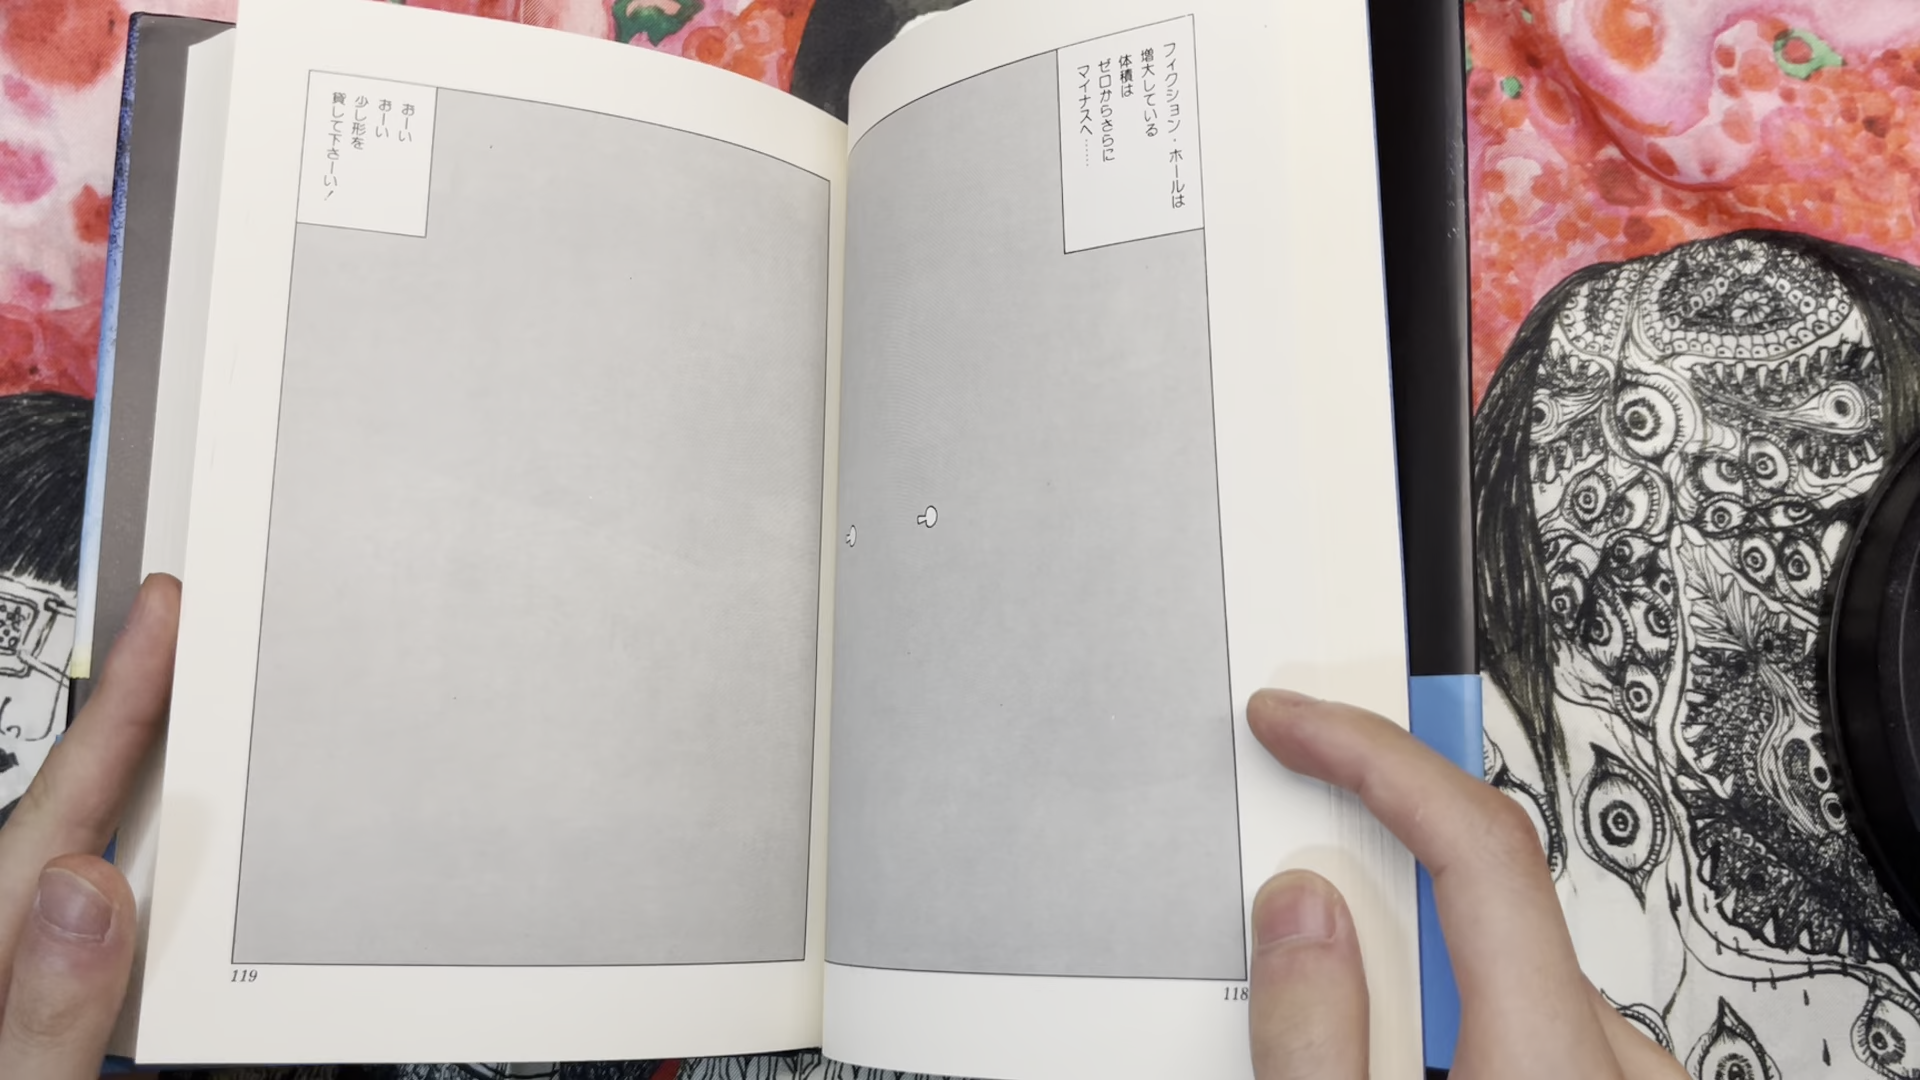 フィクション・ホールは
増大している
体積は
ゼロからさらに
マイナスへ……
118
おーい
おーい
少し形を
貸して下さーい!
119